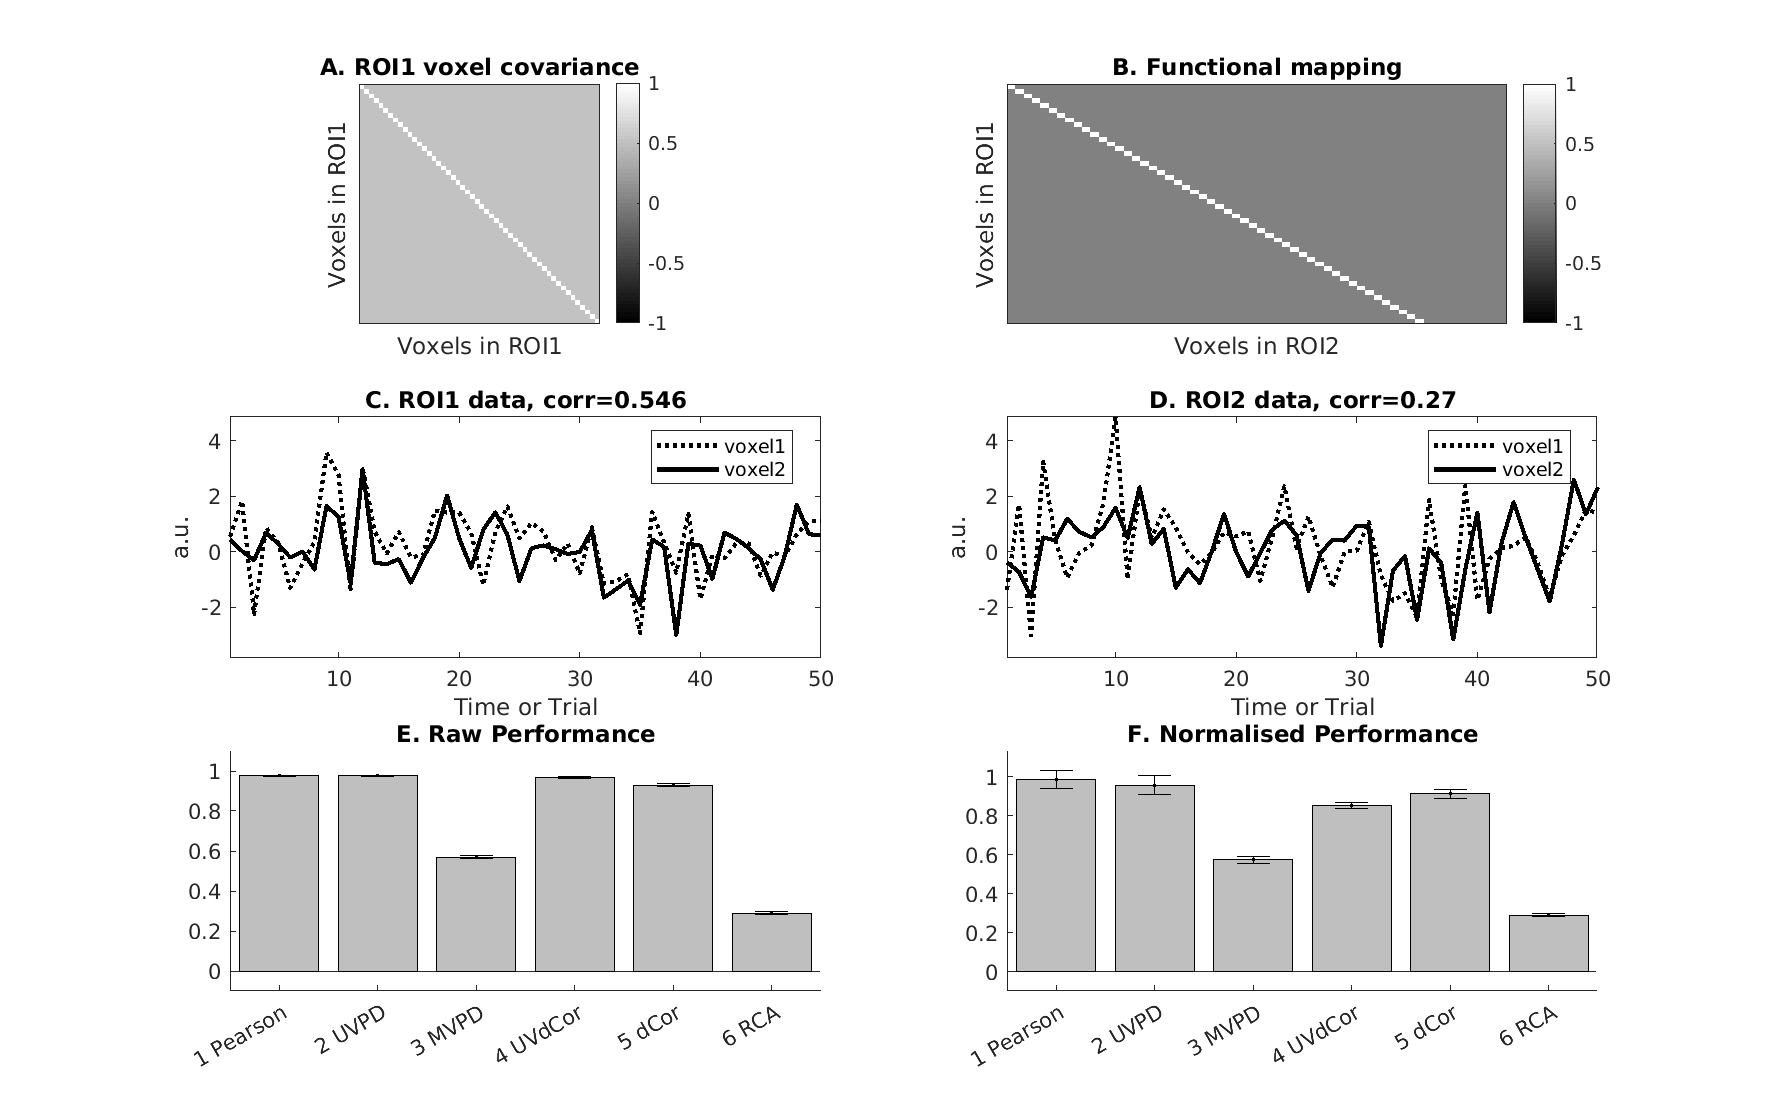 A. ROI1 voxel covariance
Voxels in ROI1
1
0.5
0
-0.5
-1
Voxels in ROI1
B. Functional mapping
Voxels in ROI1
1
0.5
0
-0.5
-1
Voxels in ROI2
C. ROI1 data, corr=0.546
a.u.
4
2
0
-2
voxel1
voxel2
10 20 30 40 50
Time or Trial
D. ROI2 data, corr=0.27
a.u.
4
2
0
-2
voxel1
voxel2
10 20 30 40 50
Time or Trial
E. Raw Performance
1
0.8
0.6
0.4
0.2
0
1 Pearson
2 UVPD
3 MVPD
4 UVdCor
5 dCor
6 RCA
F. Normalised Performance
1
0.8
0.6
0.4
0.2
0
1 Pearson
2 UVPD
3 MVPD
4 UVdCor
5 dCor
6 RCA